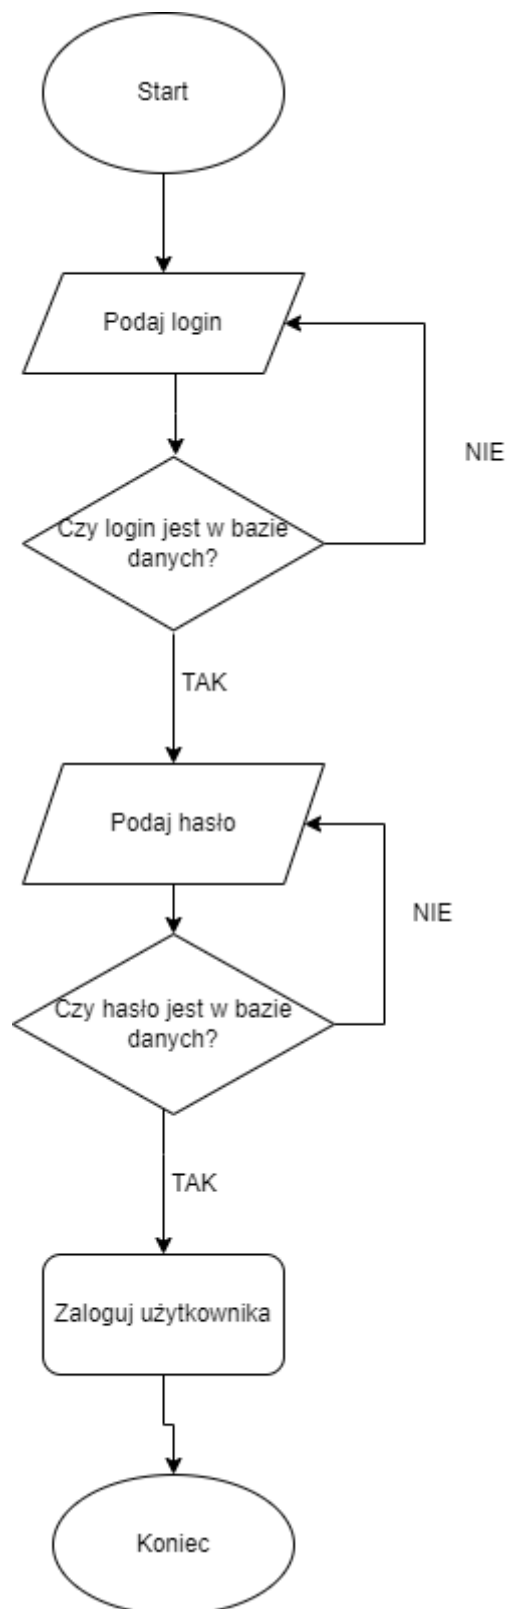 Start
Podaj login
NIE
Czy login jest w bazie
danych?
TAK
Podaj hasło
NIE
Czy hasło jest w bazie
danych?
TAK
Zaloguj użytkownika
Koniec